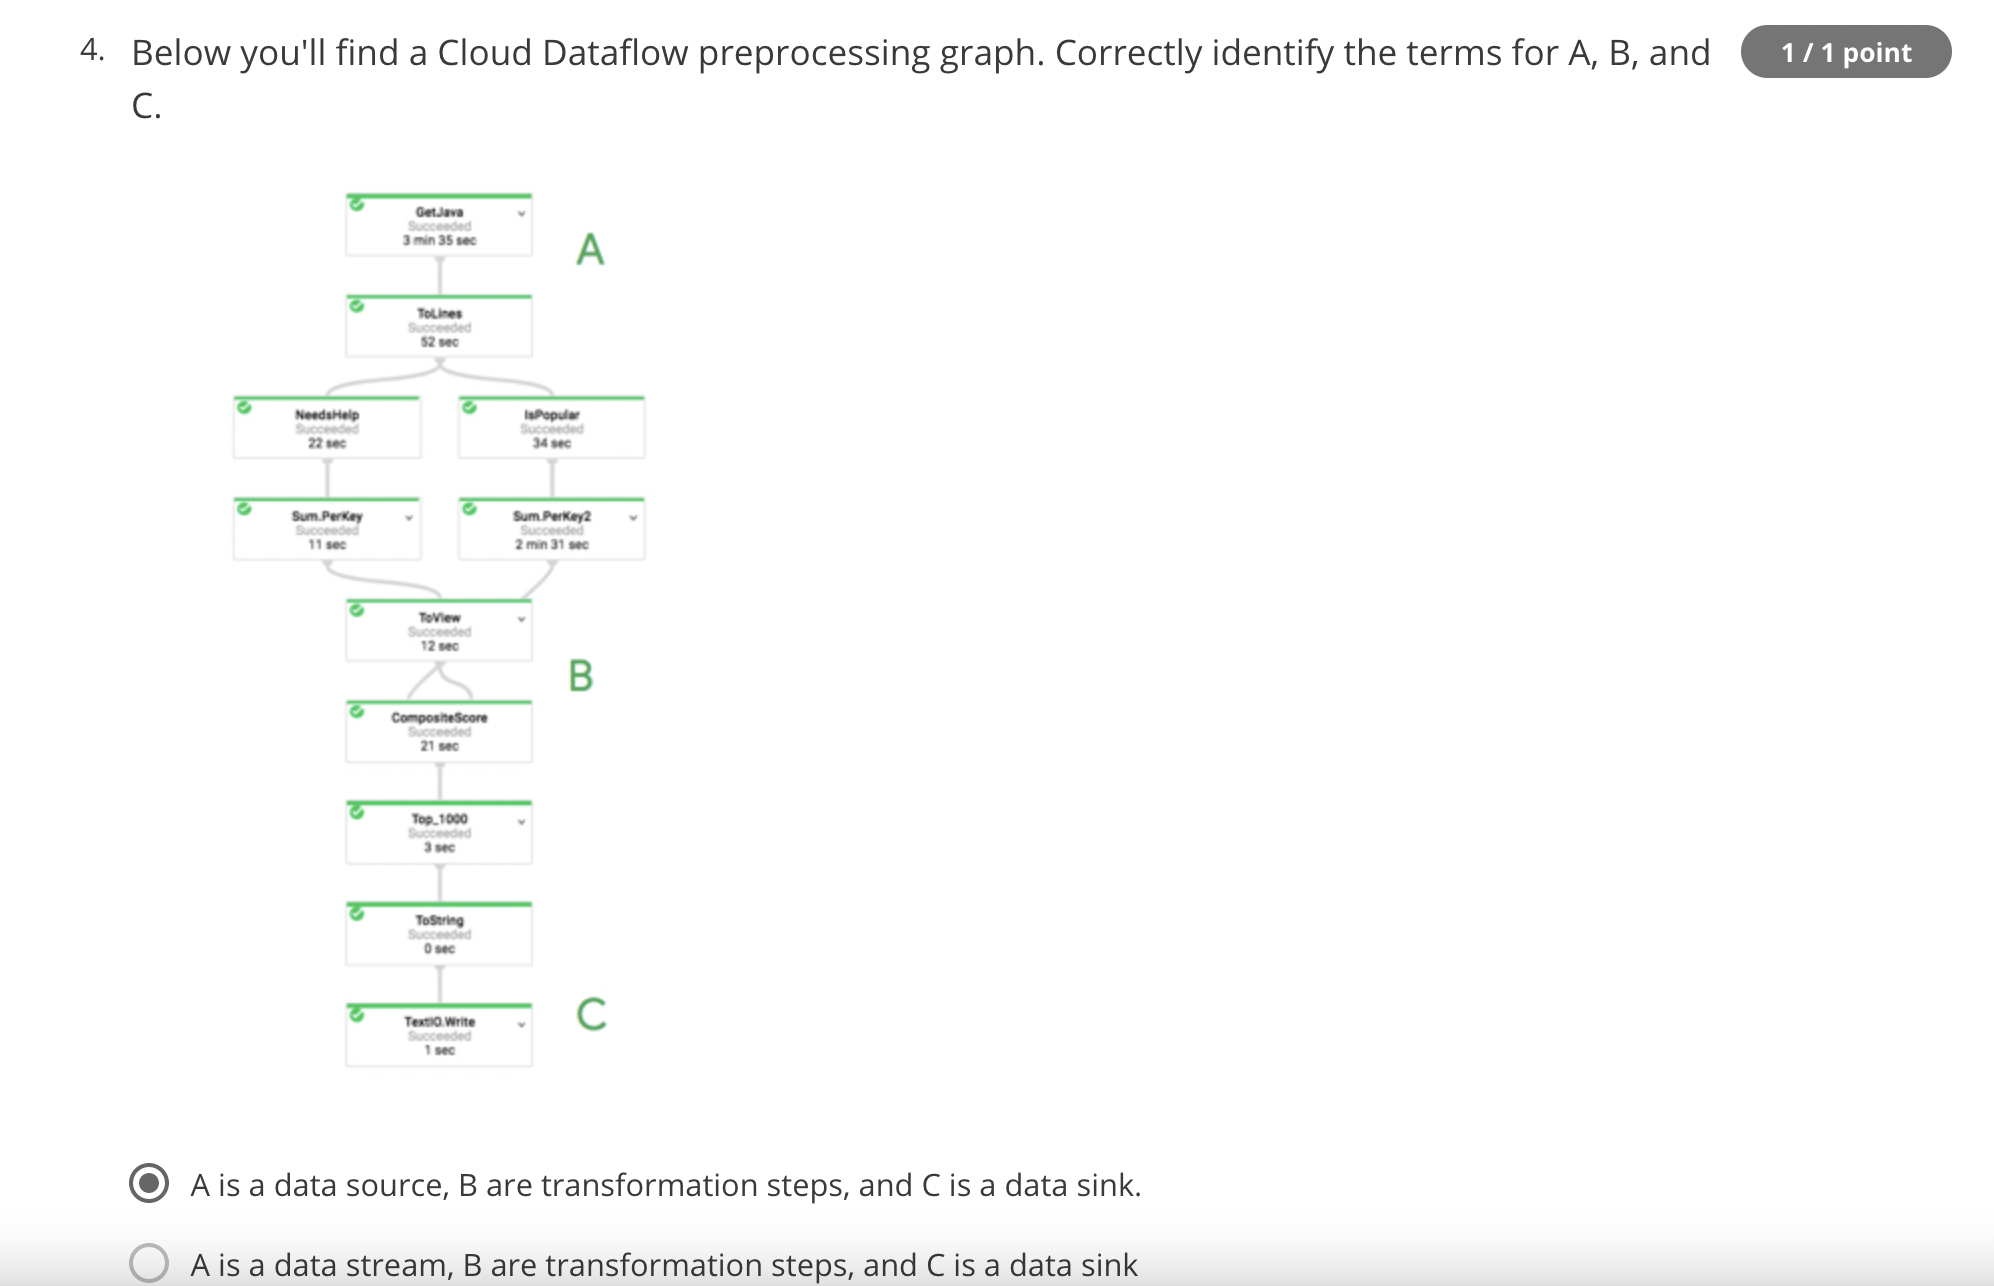 4. Below you'll find a Cloud Dataflow preprocessing graph. Correctly identify the terms for A, B, and
C.
1 / 1 point
GetJava
Succeeded
3 min 35 sec
A
ToLines
Succeeded
52 sec
NeedsHelp
Succeeded
22 sec
IsPopular
Succeeded
34 sec
Sum.PerKey
Succeeded
11 sec
Sum.PerKey2
Succeeded
2 min 31 sec
ToView
Succeeded
12 sec
B
CompositeScore
Succeeded
21 sec
Top_1000
Succeeded
3 sec
ToString
Succeeded
0 sec
C
TextIO.Write
Succeeded
1 sec
A is a data source, B are transformation steps, and C is a data sink.
A is a data stream, B are transformation steps, and C is a data sink